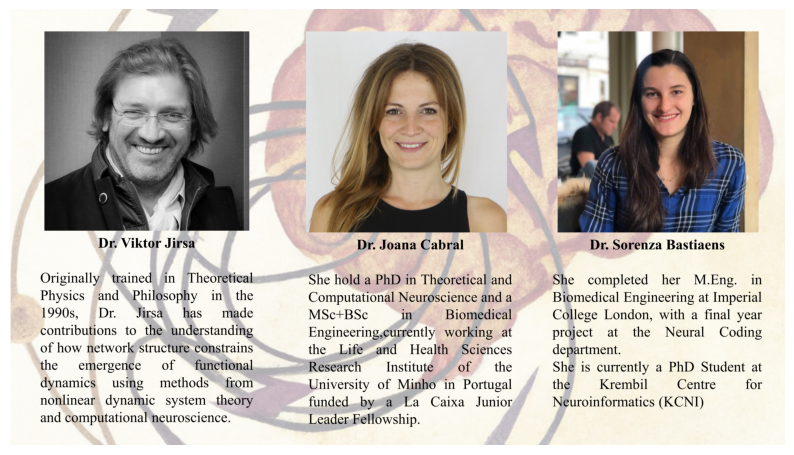 Dr. Viktor Jirsa
Originally trained in Theoretical
Physics and Philosophy in the
1990s, Dr. Jirsa has made
contributions to the understanding
of how network structure constrains
the emergence of functional
dynamics using methods from
nonlinear dynamic system theory
and computational neuroscience.
Dr. Joana Cabral
She hold a PhD in Theoretical and
Computational Neuroscience and a
MSc+BSc in Biomedical
Engineering,currently working at
the Life and Health Sciences
Research Institute of the
University of Minho in Portugal
funded by a La Caixa Junior
Leader Fellowship.
Dr. Sorenza Bastiaens
She completed her M.Eng. in
Biomedical Engineering at Imperial
College London, with a final year
project at the Neural Coding
department.
She is currently a PhD Student at
the Krembil Centre for
Neuroinformatics (KCNI)